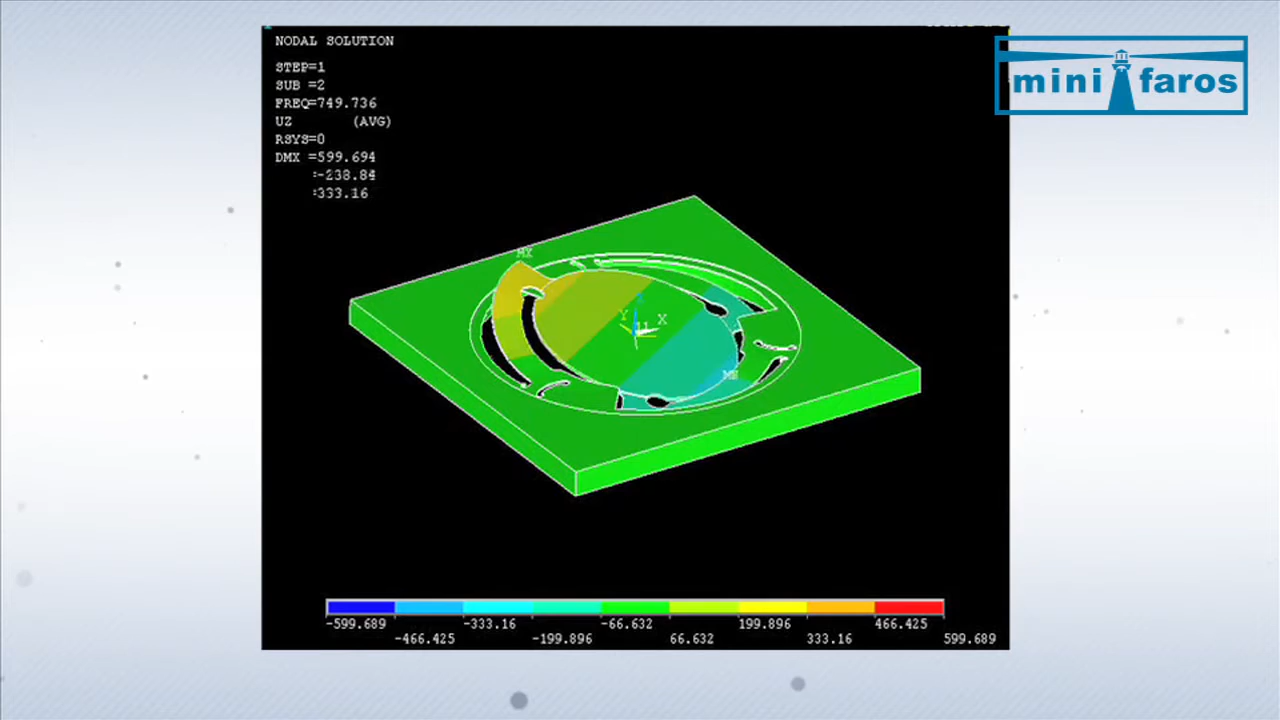 NODAL SOLUTION
STEP=1
SUB =2
FREQ=749.736
UZ (AVG)
RSYS=0
DMX =599.694
:-238.84
:333.16
mini faros
MX
Y
X
MN
-599.689
-333.16
-66.632
199.896
466.425
-466.425
-199.896
66.632
333.16
599.689